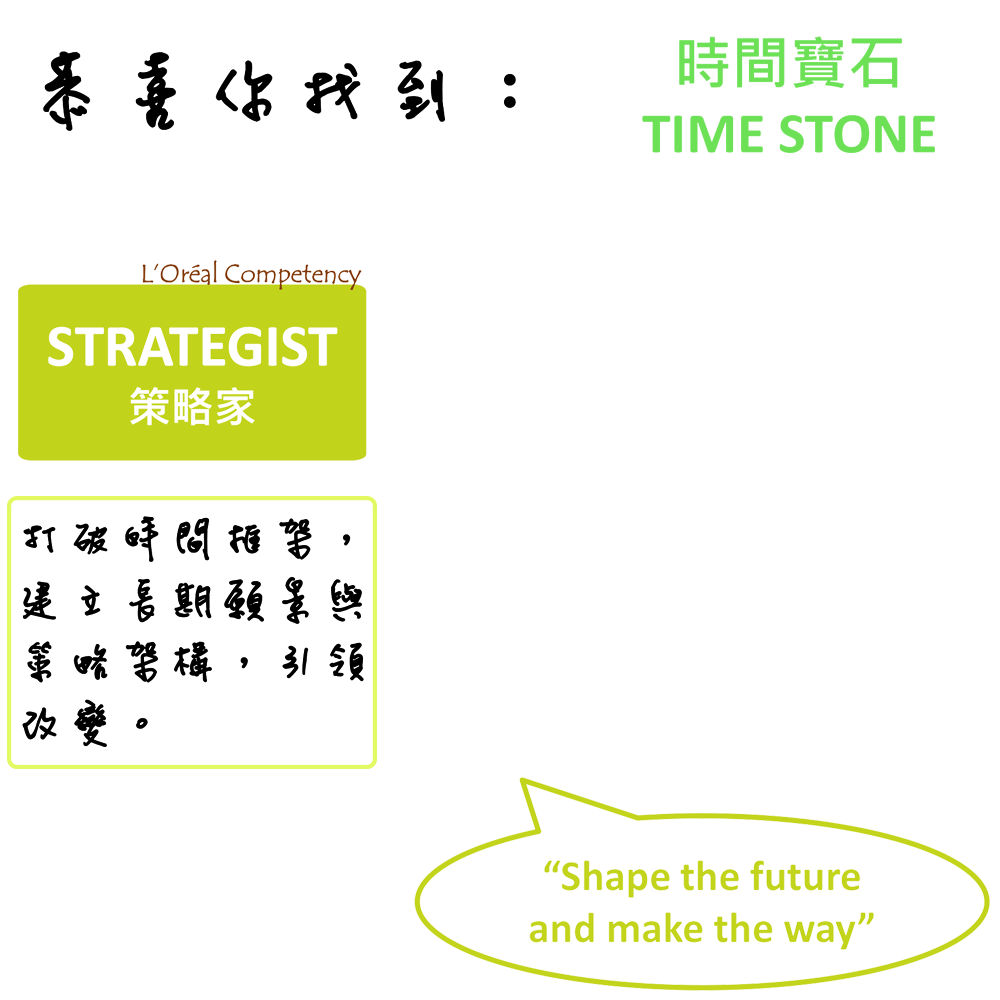 恭喜你找到：
時間寶石
TIME STONE
L'Oréal Competency
STRATEGIST
策略家
打破時間框架，
建立長期願景與
策略架構，引領
改變。
“Shape the future
and make the way”